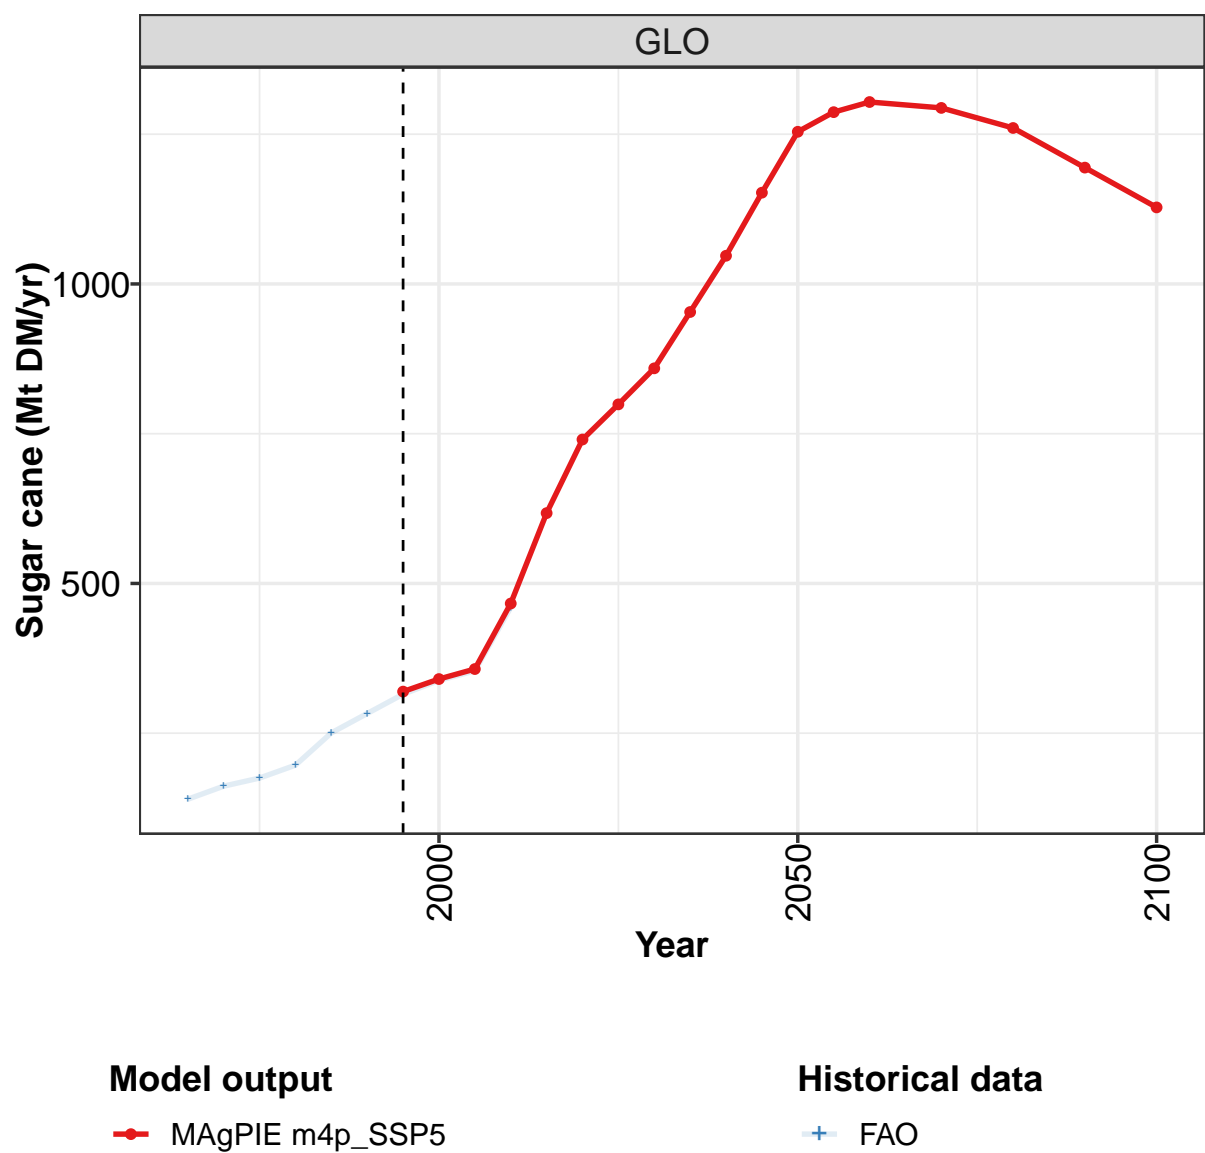 GLO
Sugar cane (Mt DM/yr)
1000
500
2000
2050
2100
Year
Model output
Historical data
MAgPIE m4p_SSP5
FAO